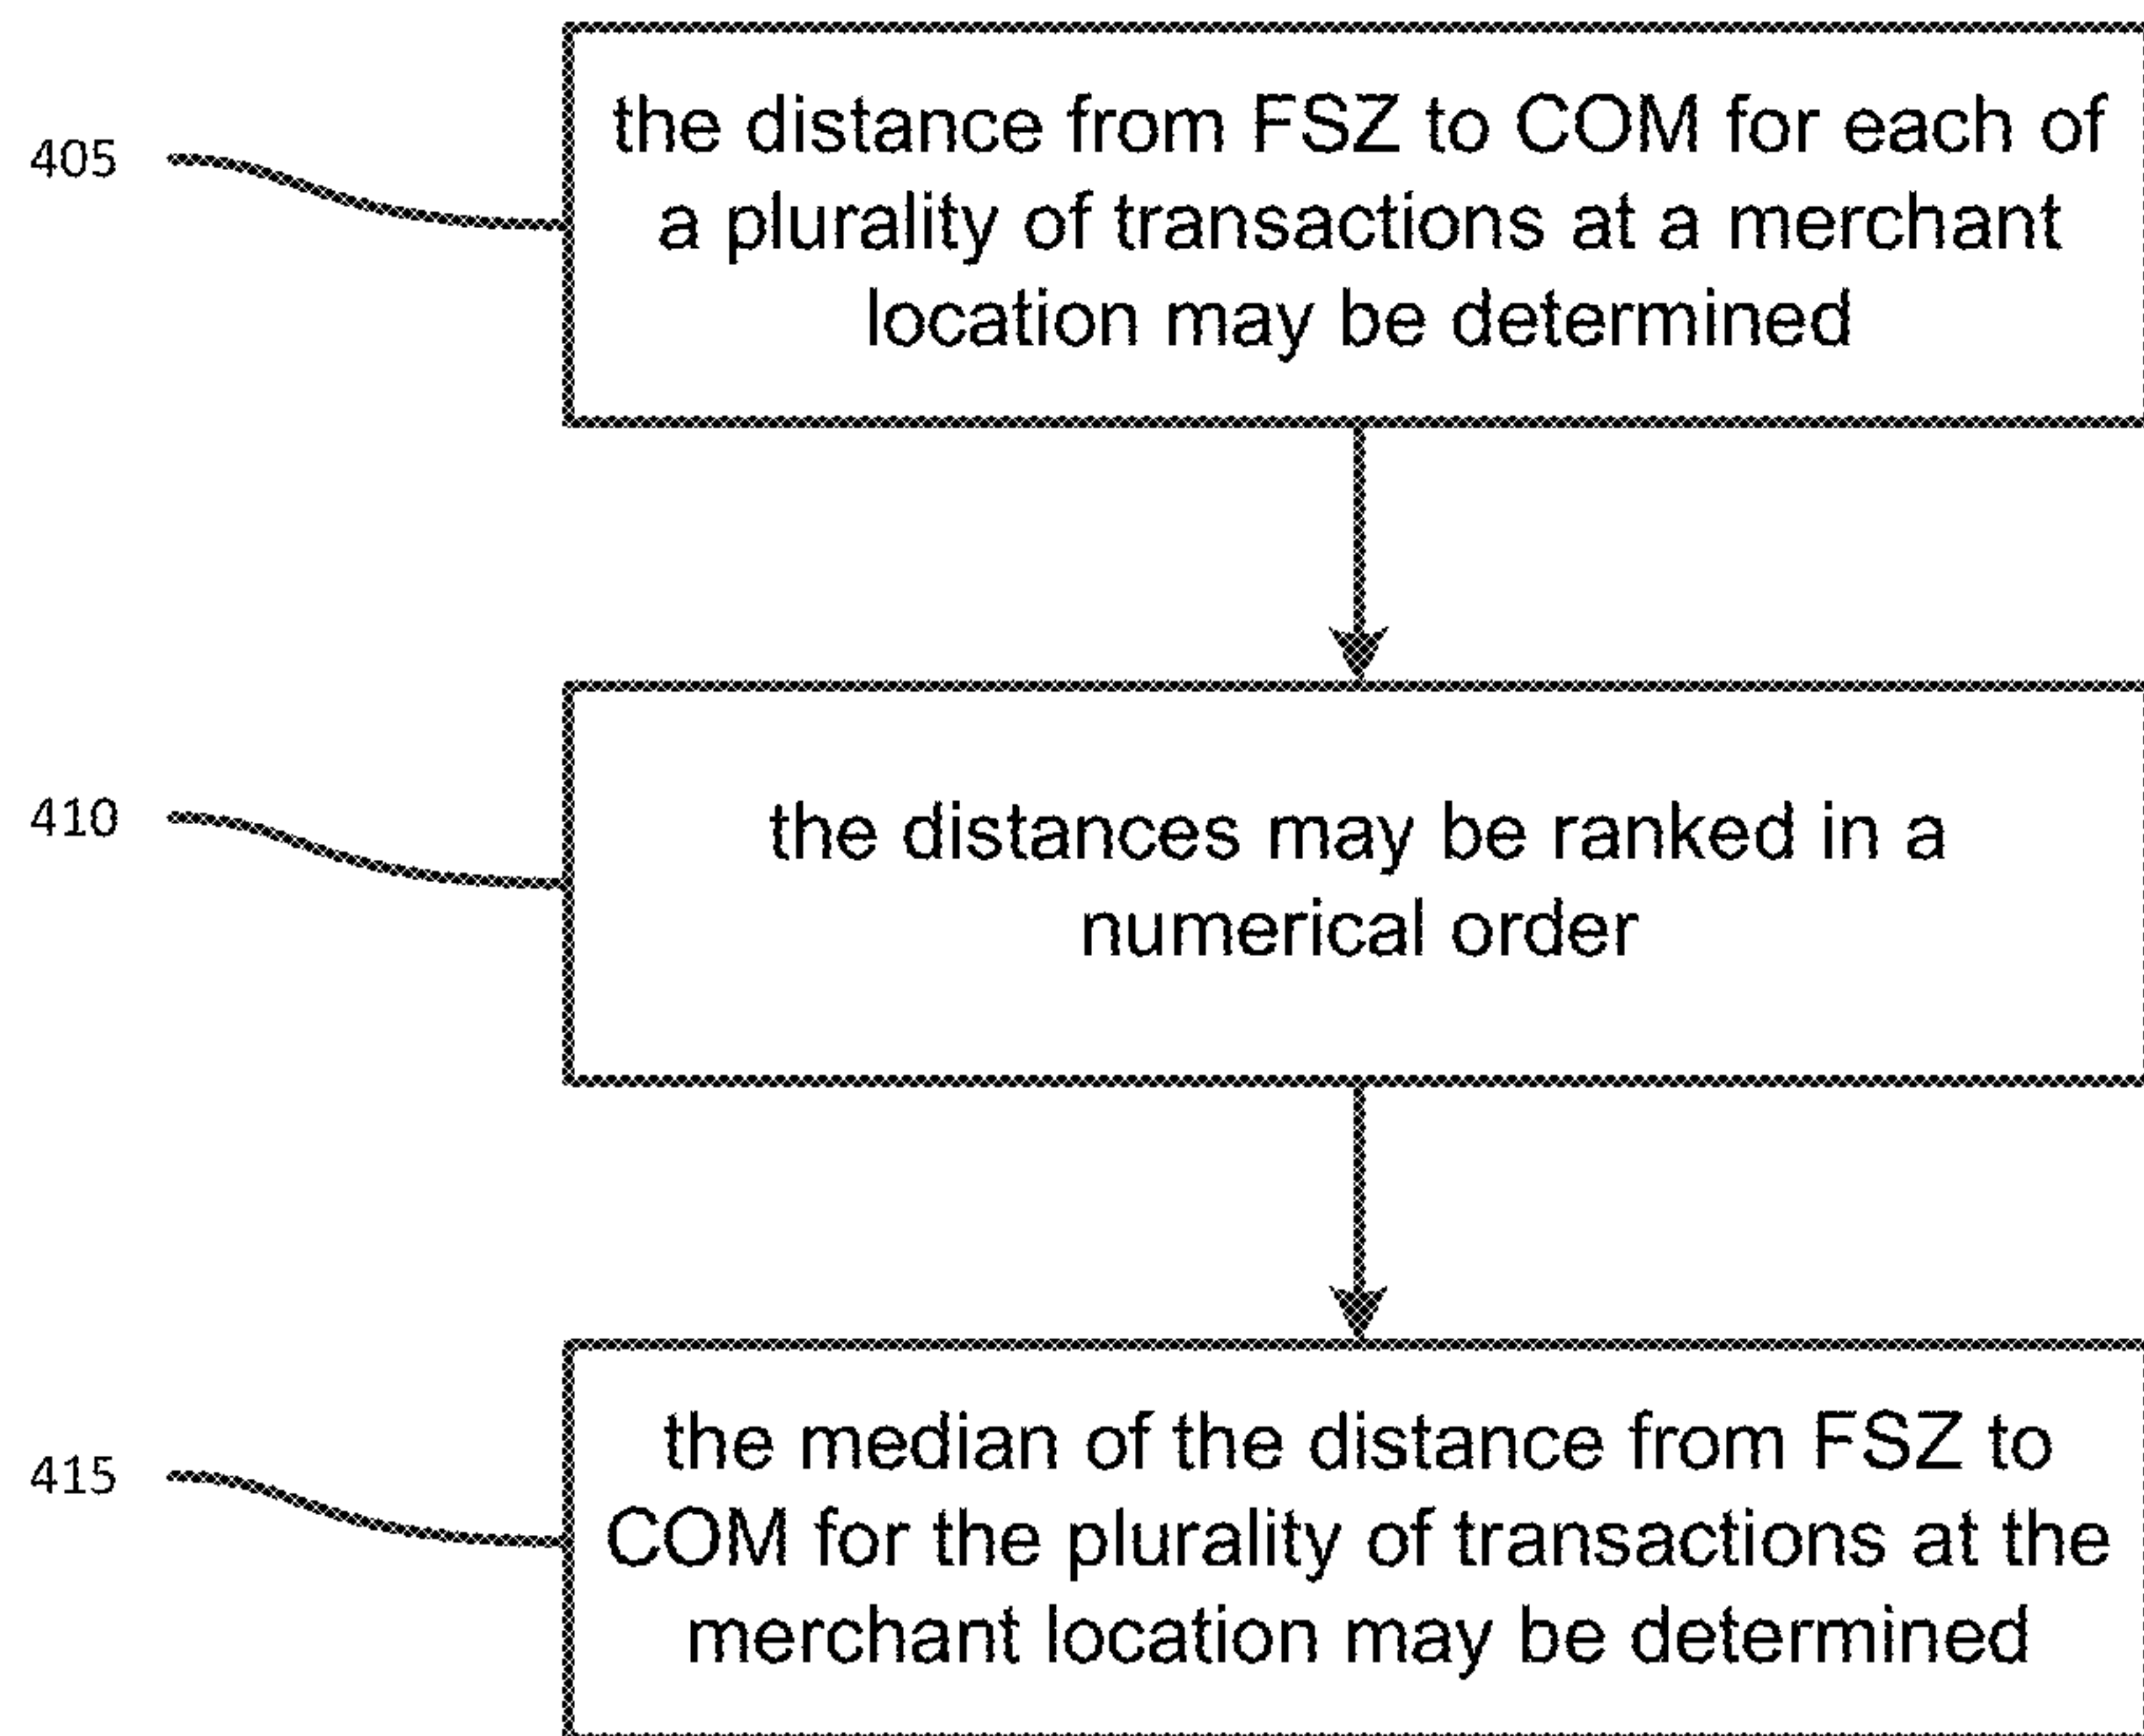 405
the distance from FSZ to COM for each of
a plurality of transactions at a merchant
location may be determined
410
the distances may be ranked in a
numerical order
415
the median of the distance from FSZ to
COM for the plurality of transactions at the
merchant location may be determined